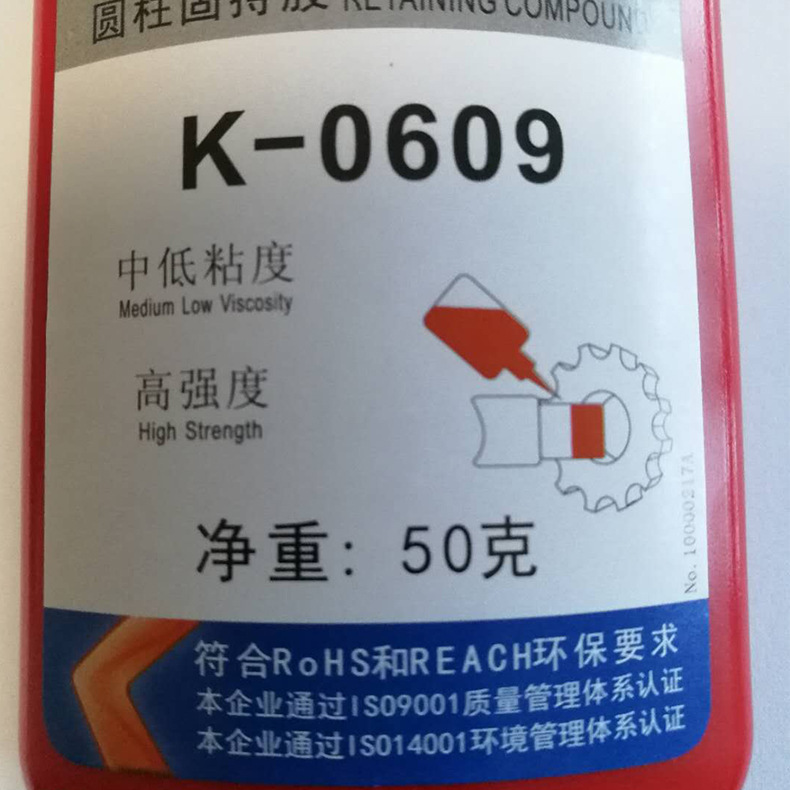 圆柱固持胶 RETAINING COMPOUND
K-0609
中低粘度
Medium Low Viscosity
高强度
High Strength
净重: 50克
No. 10000217A
符合RoHS和REACH环保要求
本企业通过ISO9001质量管理体系认证
本企业通过ISO14001环境管理体系认证